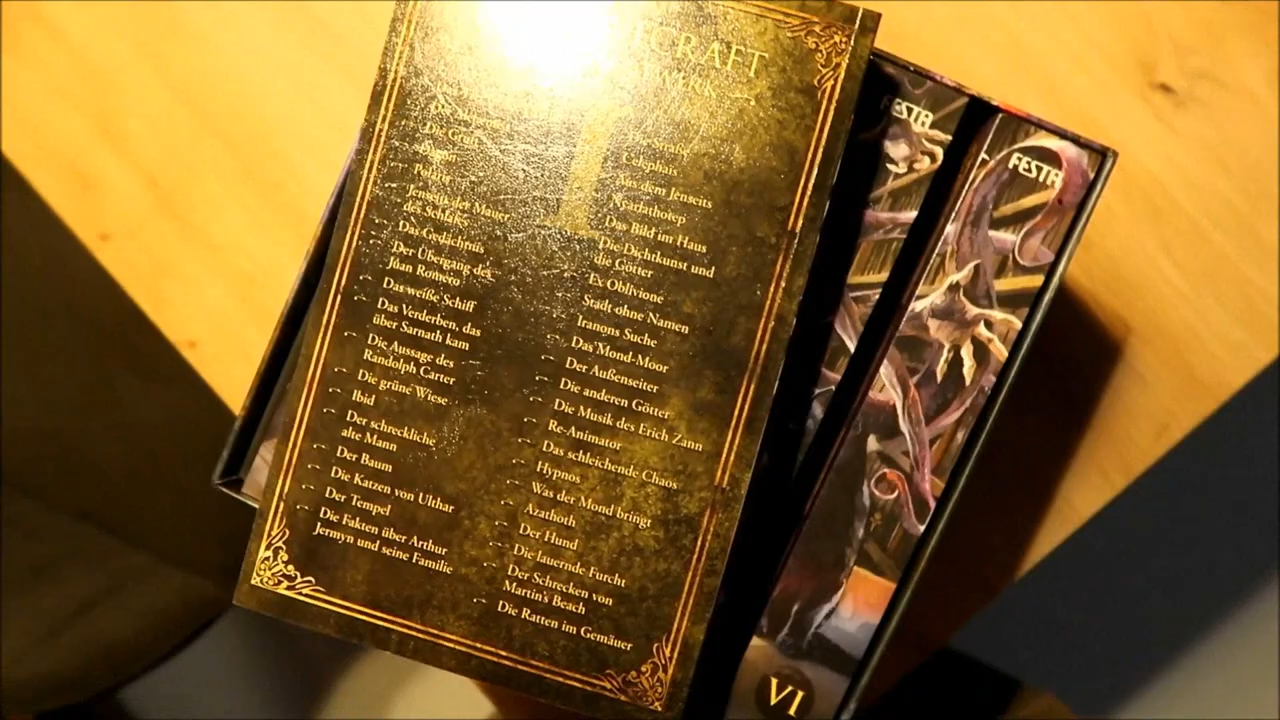 CRAFT
I
Die Gruft
Dagon
Polaris
Jenseits der Mauer
des Schlafes
Das Gedächtnis
Der Übergang des
Juan Romero
Das weiße Schiff
Das Verderben, das
über Sarnath kam
Die Aussage des
Randolph Carter
Die grüne Wiese
Ibid
Der schreckliche
alte Mann
Der Baum
Die Katzen von Ulthar
Der Tempel
Die Fakten über Arthur
Jermyn und seine Familie
Straße
Celephais
Aus dem Jenseits
Nyarlathotep
Das Bild im Haus
Die Dichtkunst und
die Götter
Ex Oblivione
Stadt ohne Namen
Iranons Suche
Das Mond-Moor
Der Außenseiter
Die anderen Götter
Die Musik des Erich Zann
Re-Animator
Das schleichende Chaos
Hypnos
Was der Mond bringt
Azathoth
Der Hund
Die lauernde Furcht
Der Schrecken von
Martin's Beach
Die Ratten im Gemäuer
FESTA
FESTA
VI